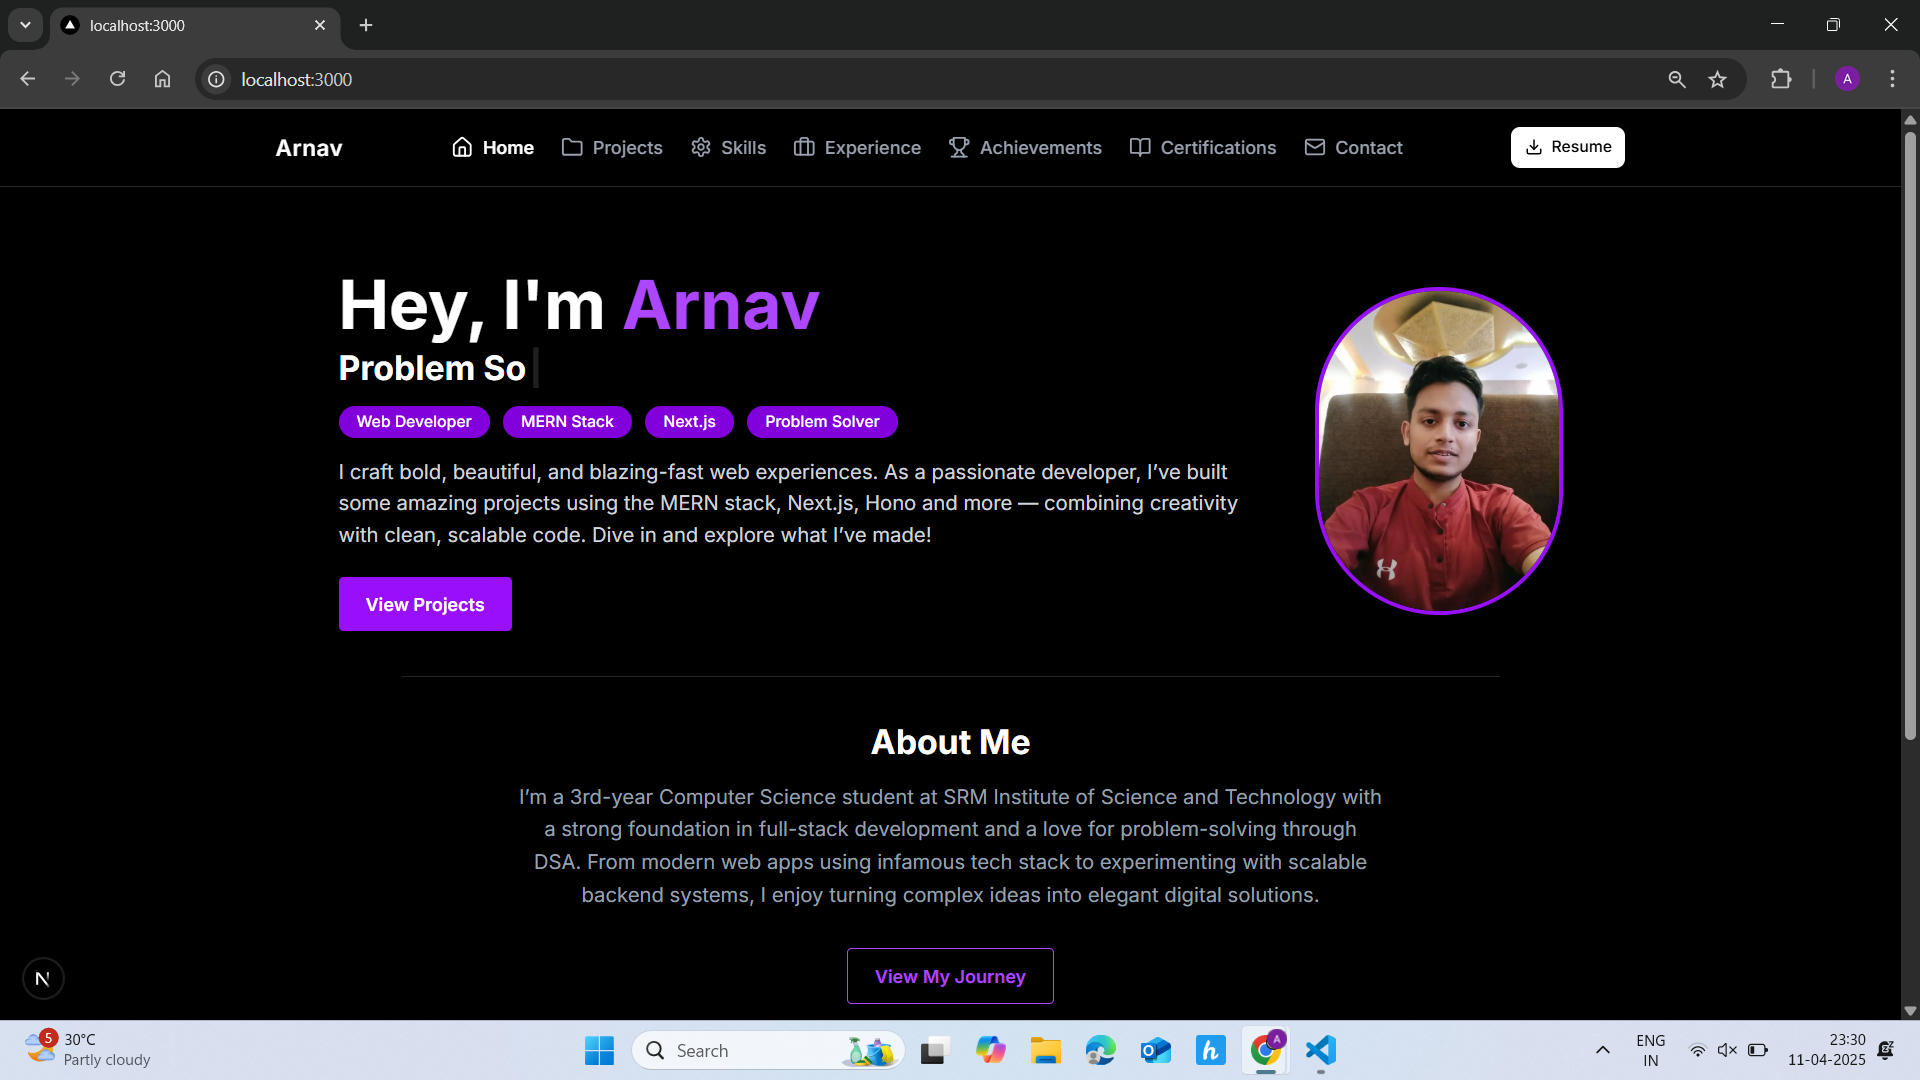 localhost:3000
localhost:3000
A
Arnav
Home
Projects
Skills
Experience
Achievements
Certifications
Contact
Resume
Hey, I'm Arnav
Problem So
Web Developer
MERN Stack
Next.js
Problem Solver
I craft bold, beautiful, and blazing-fast web experiences. As a passionate developer, I’ve built
some amazing projects using the MERN stack, Next.js, Hono and more — combining creativity
with clean, scalable code. Dive in and explore what I’ve made!
View Projects
About Me
I’m a 3rd-year Computer Science student at SRM Institute of Science and Technology with
a strong foundation in full-stack development and a love for problem-solving through
DSA. From modern web apps using infamous tech stack to experimenting with scalable
backend systems, I enjoy turning complex ideas into elegant digital solutions.
View My Journey
N
5
30°C
Partly cloudy
Search
A
ENG
IN
23:30
11-04-2025